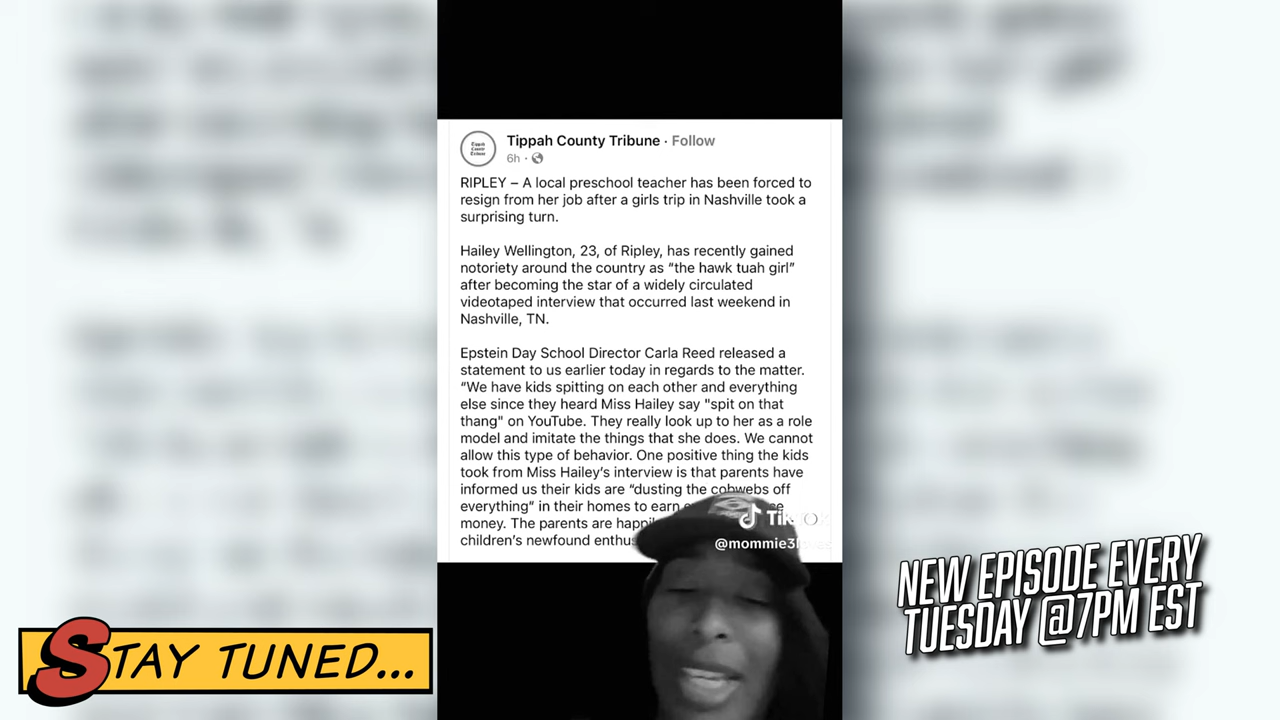 Tippah County Tribune · Follow
6h ·
RIPLEY – A local preschool teacher has been forced to
resign from her job after a girls trip in Nashville took a
surprising turn.
Hailey Wellington, 23, of Ripley, has recently gained
notoriety around the country as “the hawk tuah girl”
after becoming the star of a widely circulated
videotaped interview that occurred last weekend in
Nashville, TN.
Epstein Day School Director Carla Reed released a
statement to us earlier today in regards to the matter.
“We have kids spitting on each other and everything
else since they heard Miss Hailey say "spit on that
thang" on YouTube. They really look up to her as a role
model and imitate the things that she does. We cannot
allow this type of behavior. One positive thing the kids
took from Miss Hailey’s interview is that parents have
informed us their kids are “dusting the cobwebs off
everything” in their homes to earn
money. The parents are
children’s newfound
TikTok
STAY TUNED...
NEW EPISODE EVERY
TUESDAY @7PM EST